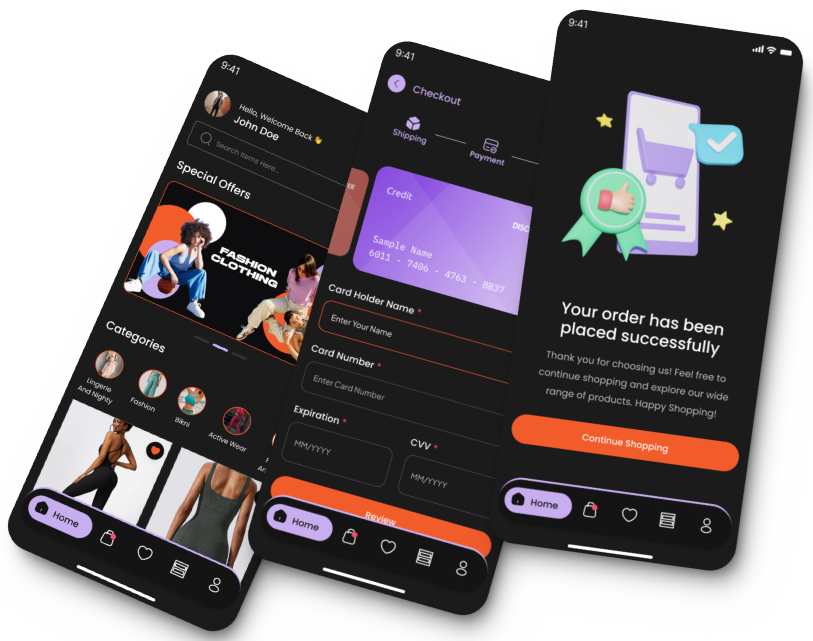 9:41
Hello, Welcome Back 👋
John Doe
Search Items Here..
Special Offers
FASHION
CLOTHING
Categories
Lingerie
And Nighty
Fashion
Bikni
Active Wear
Home
9:41
Checkout
Shipping
Payment
Credit
DISC
Sample Name
6011 - 7406 - 4763 - 8837
Card Holder Name *
Enter Your Name
Card Number *
Enter Card Number
Expiration *
CVV *
MM/YYYY
MM/YYYY
Review
Home
9:41
Your order has been
placed successfully
Thank you for choosing us! Feel free to
continue shopping and explore our wide
range of products. Happy Shopping!
Continue Shopping
Home